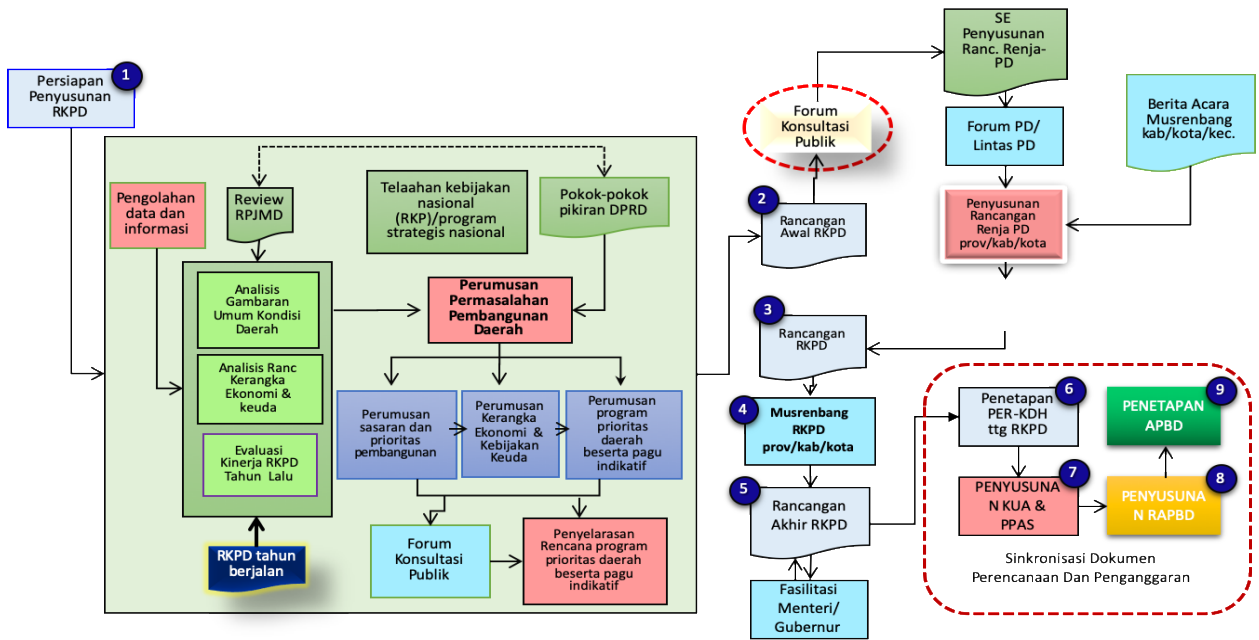 1
Persiapan
Penyusunan
RKPD
Pengolahan
data dan
informasi
Review
RPJMD
Telaahan kebijakan
nasional
(RKP)/program
strategis nasional
Pokok-pokok
pikiran DPRD
Analisis
Gambaran
Umum Kondisi
Daerah
Analisis Ranc
Kerangka
Ekonomi &
keuda
Evaluasi
Kinerja RKPD
Tahun Lalu
RKPD tahun
berjalan
Perumusan
Permasalahan
Pembangunan
Daerah
Perumusan
sasaran dan
prioritas
pembangunan
Perumusan
Kerangka
Ekonomi &
Kebijakan
Keuda
Perumusan
program
prioritas
daerah
beserta pagu
indikatif
Forum
Konsultasi
Publik
Penyelarasan
Rencana program
prioritas daerah
beserta pagu
indikatif
Forum
Konsultasi
Publik
2
Rancangan
Awal RKPD
SE
Penyusunan
Ranc. Renja-
PD
Forum PD/
Lintas PD
Penyusunan
Rancangan
Renja PD
prov/kab/kota
Berita Acara
Musrenbang
kab/kota/kec.
3
Rancangan
RKPD
4
Musrenbang
RKPD
prov/kab/kota
5
Rancangan
Akhir RKPD
Fasilitasi
Menteri/
Gubernur
6
Penetapan
PER-KDH
ttg RKPD
7
PENYUSUNA
N KUA &
PPAS
8
PENYUSUNA
N RAPBD
9
PENETAPAN
APBD
Sinkronisasi Dokumen
Perencanaan Dan Penganggaran